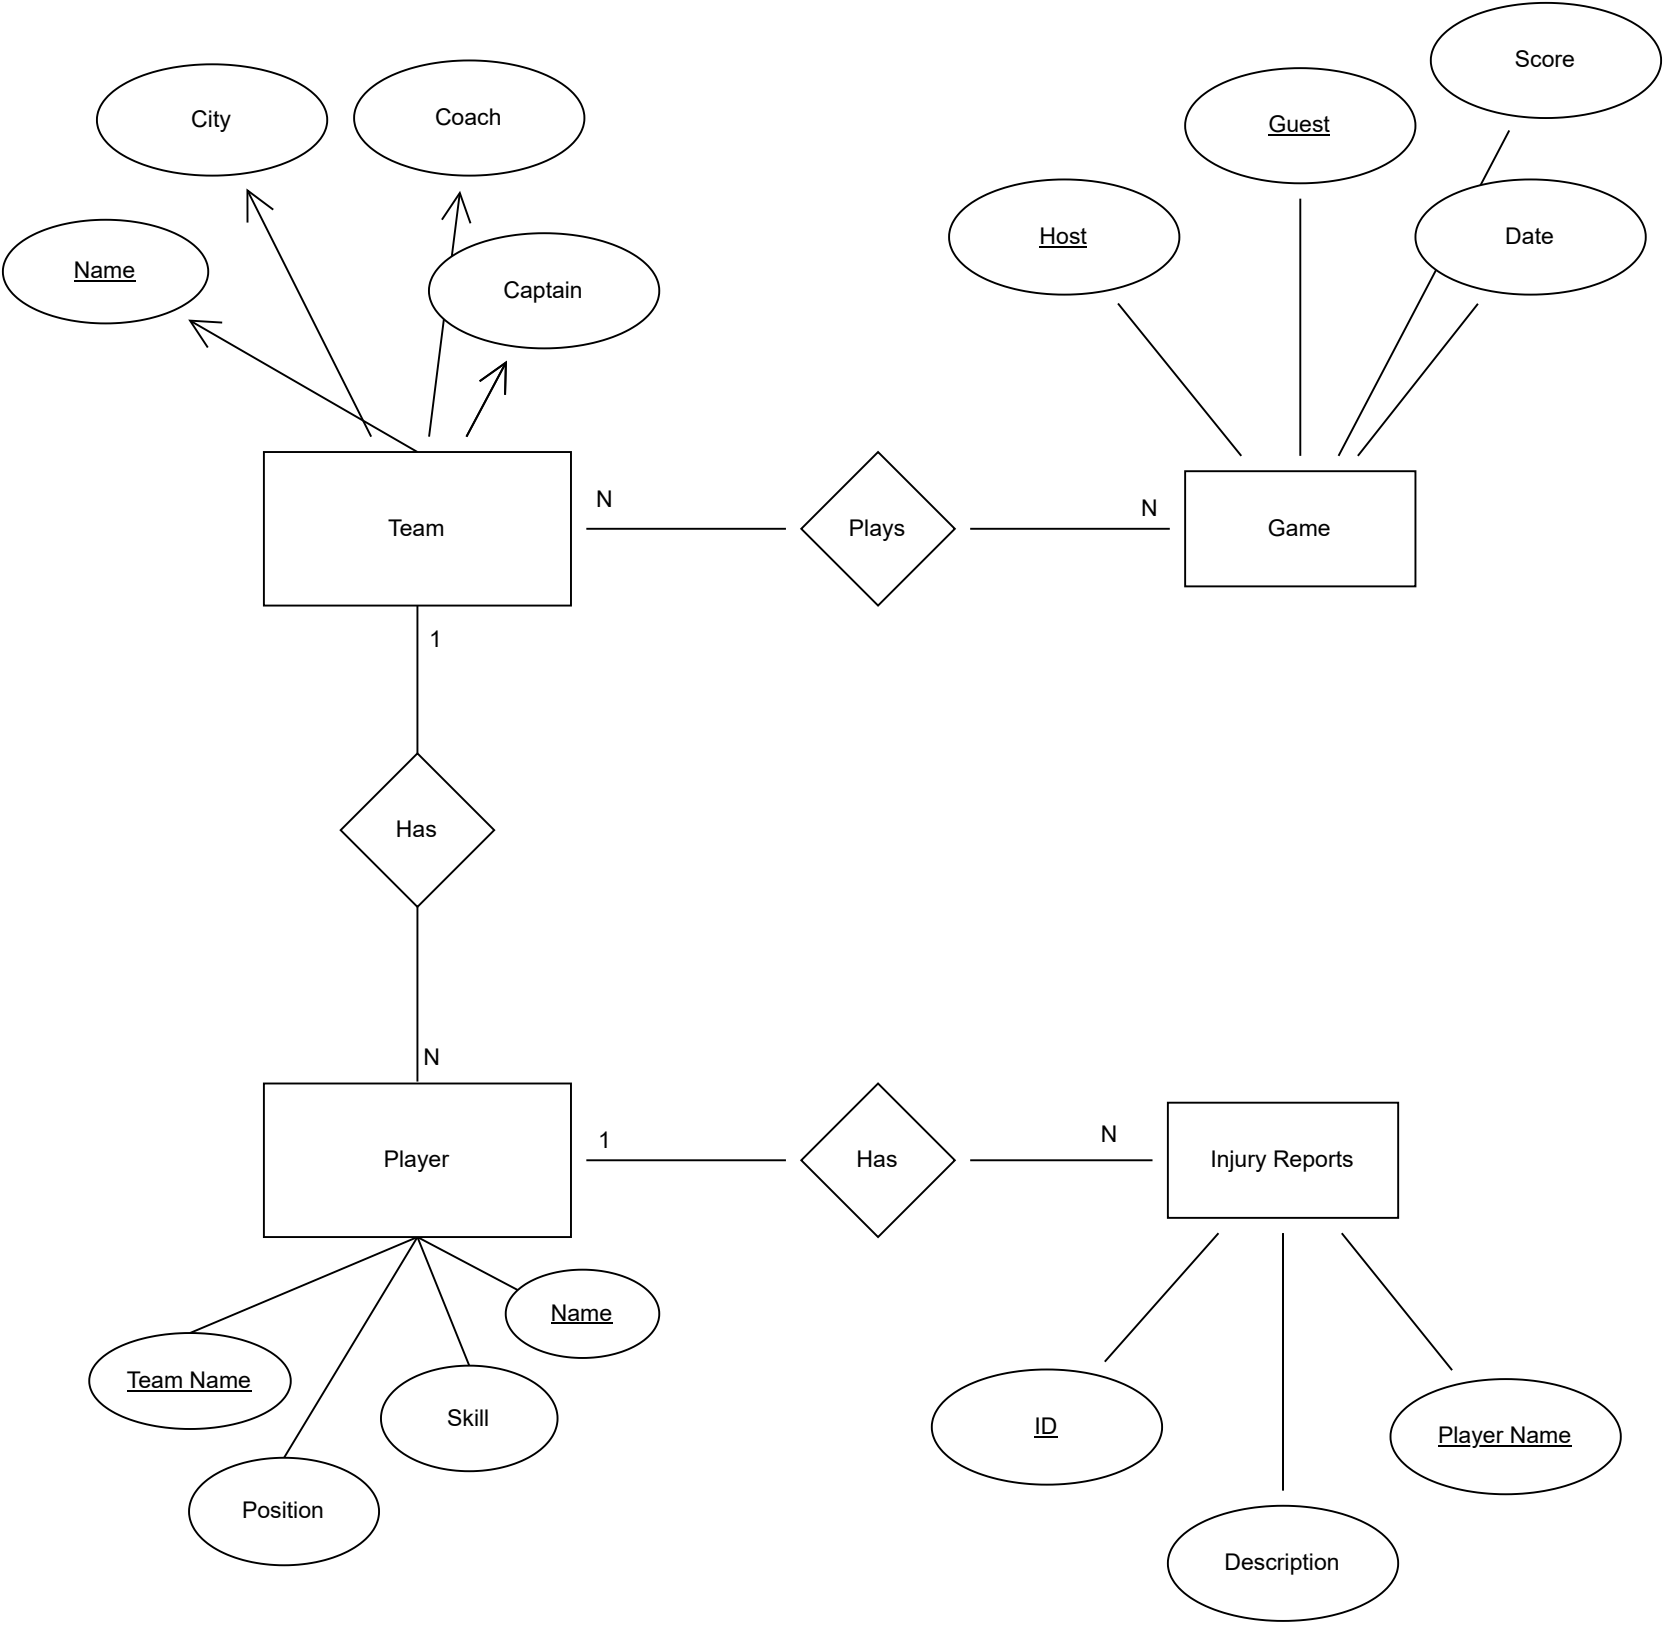 Score
City
Coach
Guest
Host
Date
Name
Captain
N
N
Team
Plays
Game
1
Has
N
1
N
Player
Has
Injury Reports
Name
Team Name
Skill
ID
Player Name
Position
Description